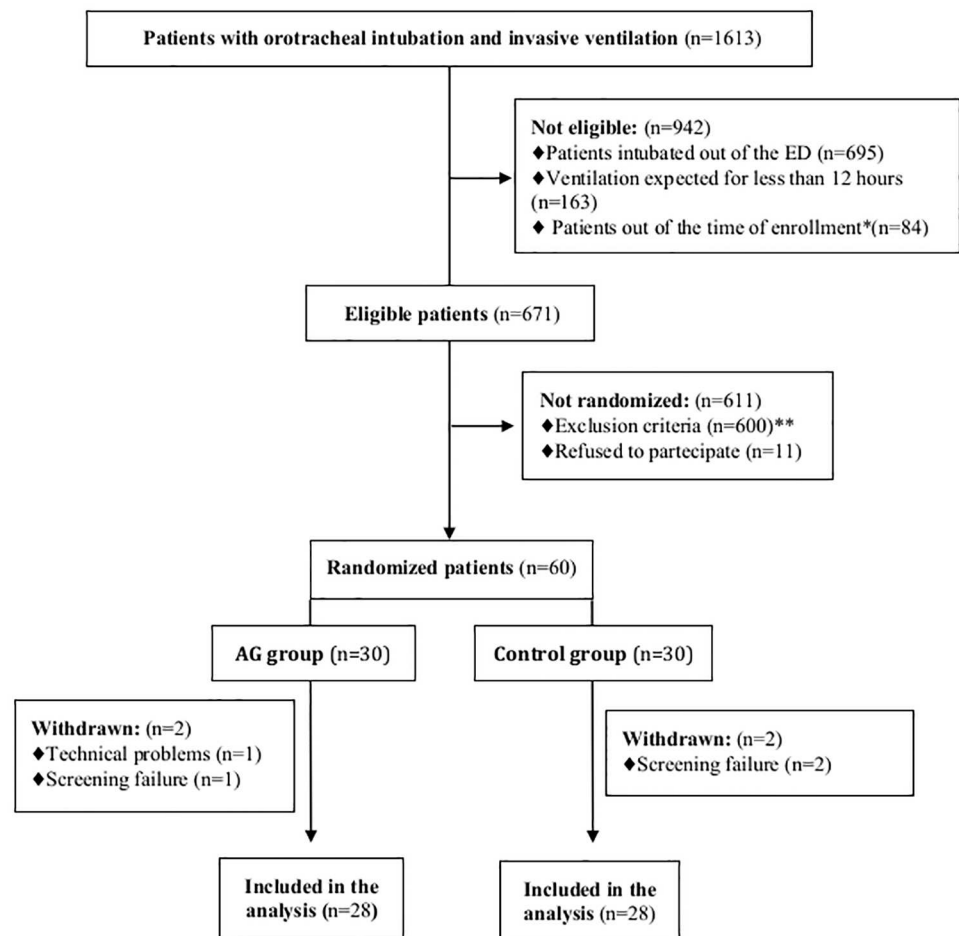 Patients with orotracheal intubation and invasive ventilation (n=1613)
Not eligible: (n=942)
♦Patients intubated out of the ED (n=695)
♦Ventilation expected for less than 12 hours
(n=163)
♦ Patients out of the time of enrollment*(n=84)
Eligible patients (n=671)
Not randomized: (n=611)
♦Exclusion criteria (n=600)**
♦Refused to partecipate (n=11)
Randomized patients (n=60)
AG group (n=30)
Control group (n=30)
Withdrawn: (n=2)
♦Technical problems (n=1)
♦Screening failure (n=1)
Withdrawn: (n=2)
♦Screening failure (n=2)
Included in the
analysis (n=28)
Included in the
analysis (n=28)